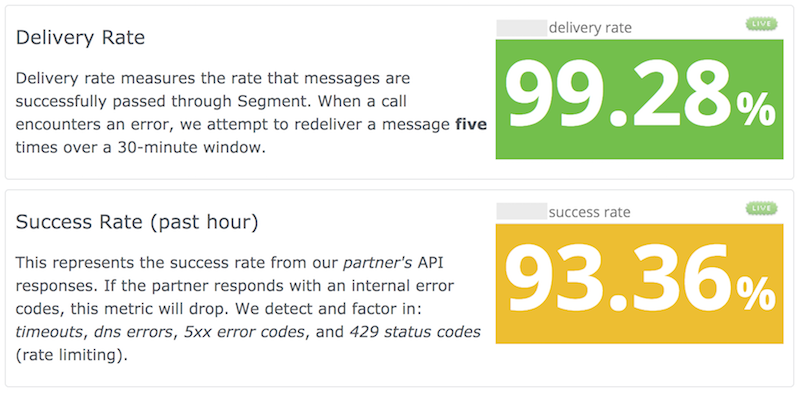 Delivery Rate
Delivery rate measures the rate that messages are
successfully passed through Segment. When a call
encounters an error, we attempt to redeliver a message five
times over a 30-minute window.
delivery rate
LIVE
99.28%
Success Rate (past hour)
This represents the success rate from our partner's API
responses. If the partner responds with an internal error
codes, this metric will drop. We detect and factor in:
timeouts, dns errors, 5xx error codes, and 429 status codes
(rate limiting).
success rate
LIVE
93.36%